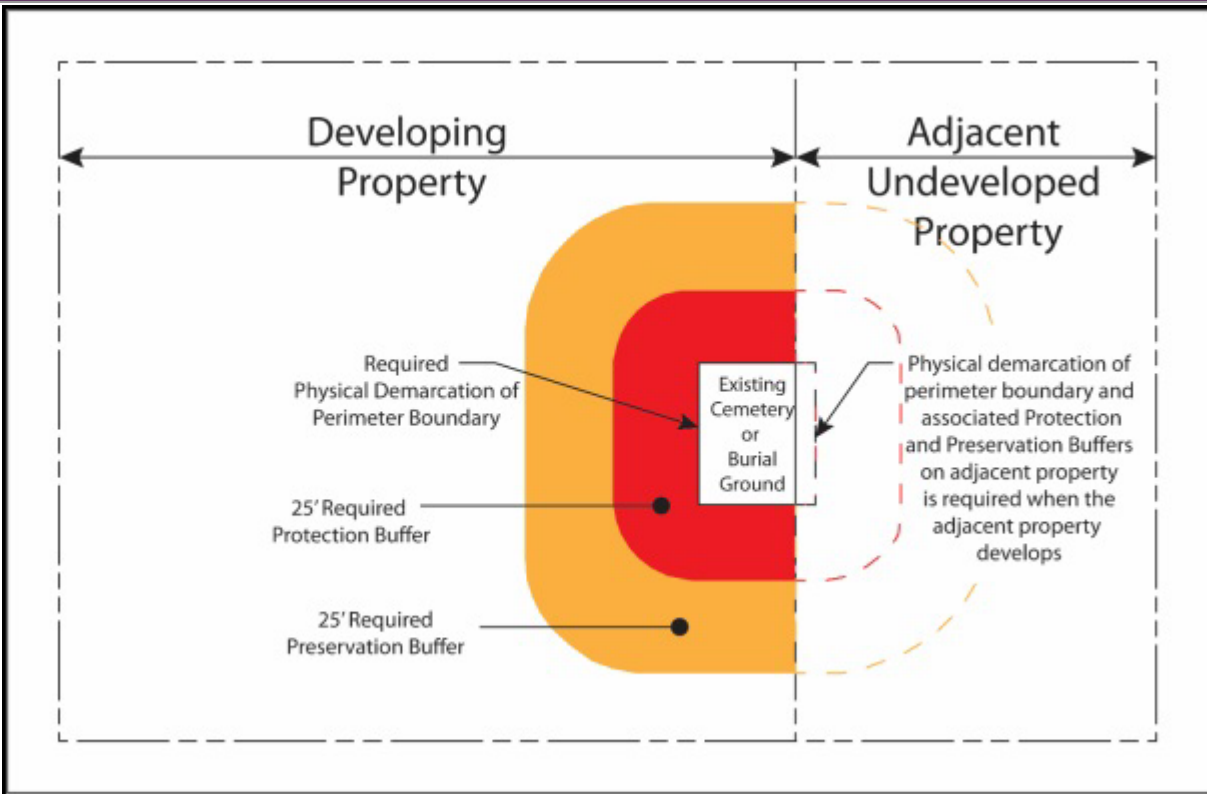 Developing
Property
Adjacent
Undeveloped
Property
Required
Physical Demarcation of
Perimeter Boundary
Existing
Cemetery
or
Burial
Ground
Physical demarcation of
perimeter boundary and
associated Protection
and Preservation Buffers
on adjacent property
is required when the
adjacent property
develops
25' Required
Protection Buffer
25' Required
Preservation Buffer